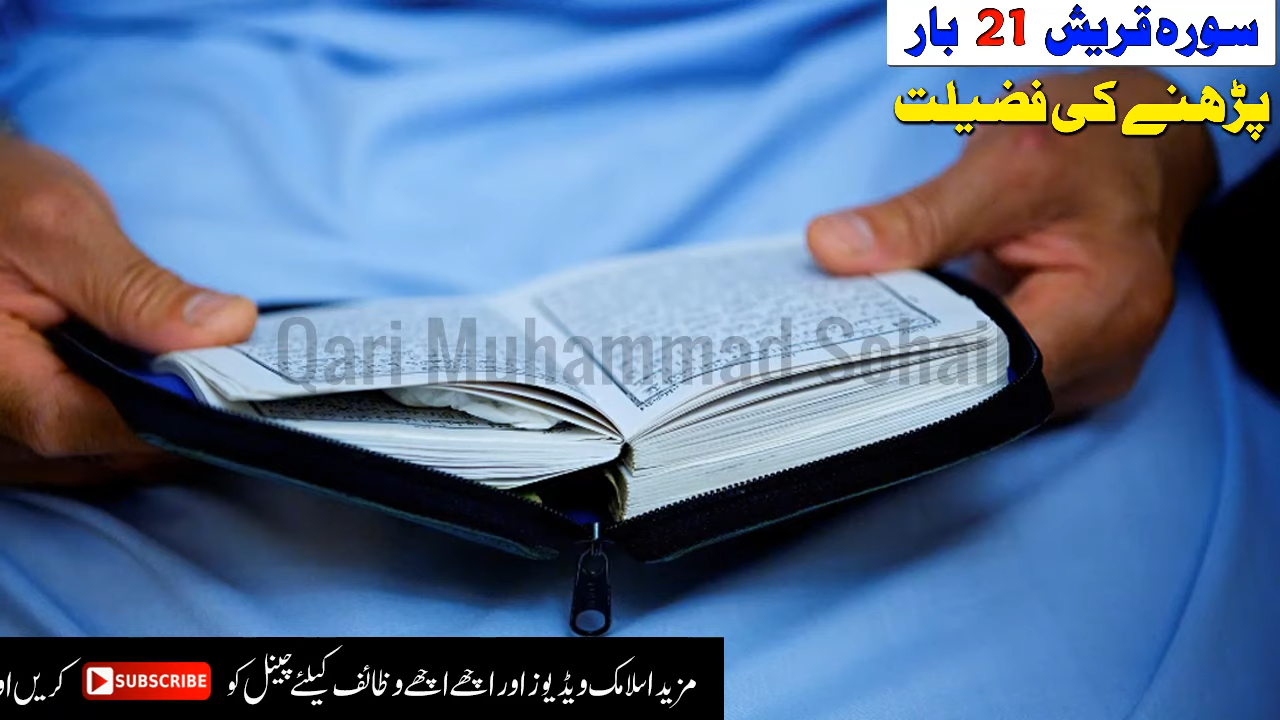 سورہ قریش 21 بار
پڑھنے کی فضیلت
Qari Muhammad Sohail
مزید اسلامک ویڈیوز اور اچھے اچھے وظائف کیلئے چینل کو SUBSCRIBE کریں